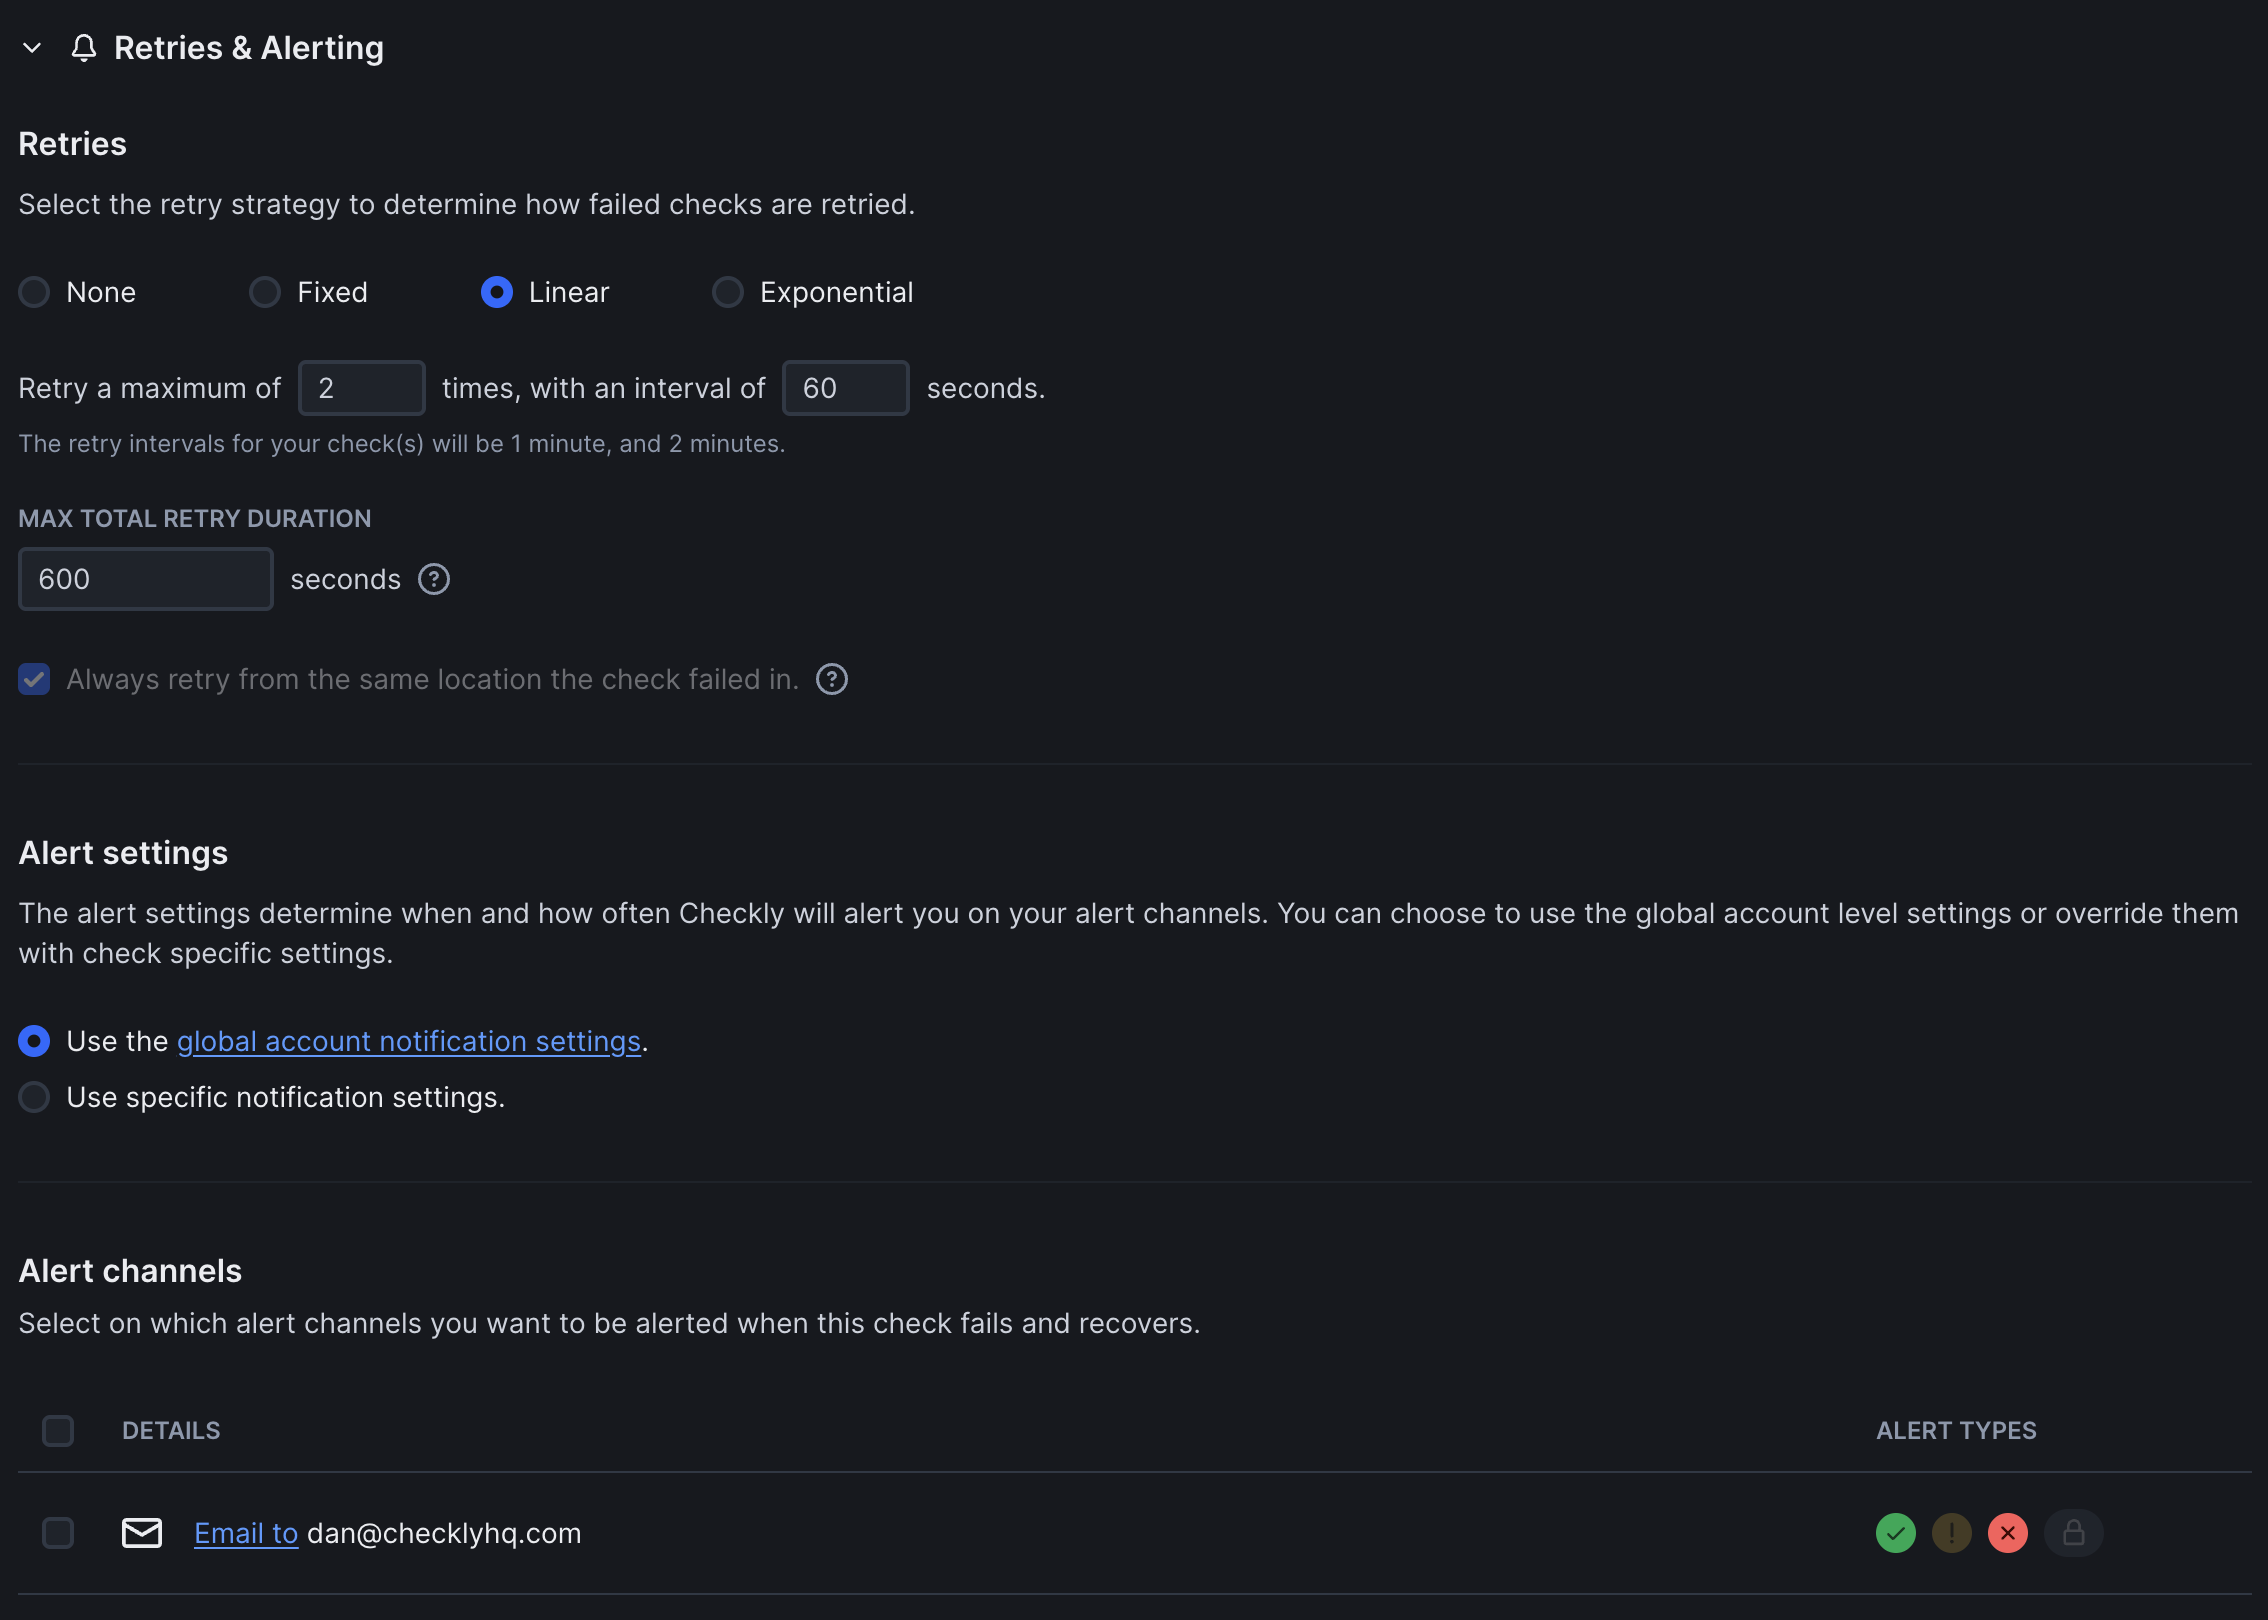 Retries & Alerting
Retries
Select the retry strategy to determine how failed checks are retried.
None Fixed Linear Exponential
Retry a maximum of 2 times, with an interval of 60 seconds.
The retry intervals for your check(s) will be 1 minute, and 2 minutes.
MAX TOTAL RETRY DURATION
600 seconds
Always retry from the same location the check failed in.
Alert settings
The alert settings determine when and how often Checkly will alert you on your alert channels. You can choose to use the global account level settings or override them
with check specific settings.
Use the global account notification settings.
Use specific notification settings.
Alert channels
Select on which alert channels you want to be alerted when this check fails and recovers.
DETAILS ALERT TYPES
Email to dan@checklyhq.com